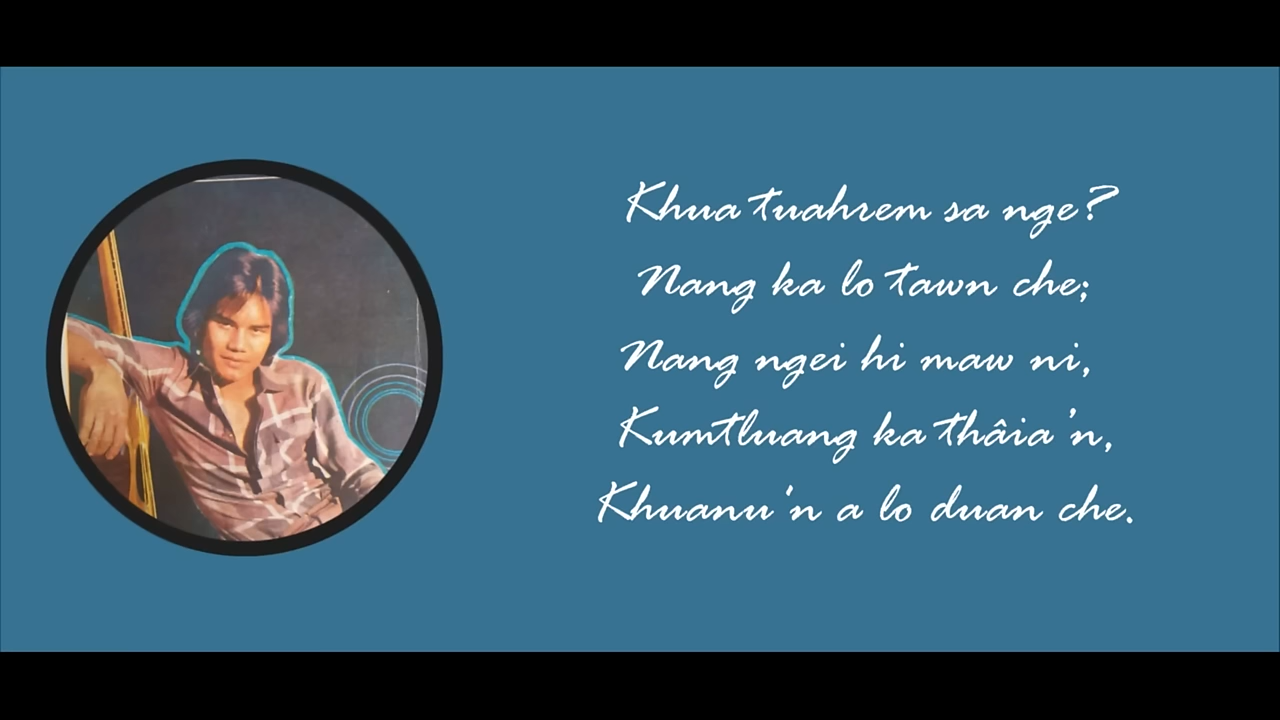 Khua tuahrem sa nge?
Nang ka lo tawn che;
Nang ngei hi maw ni,
Kumtluang ka thâia 'n,
Khuanu'n a lo duan che.